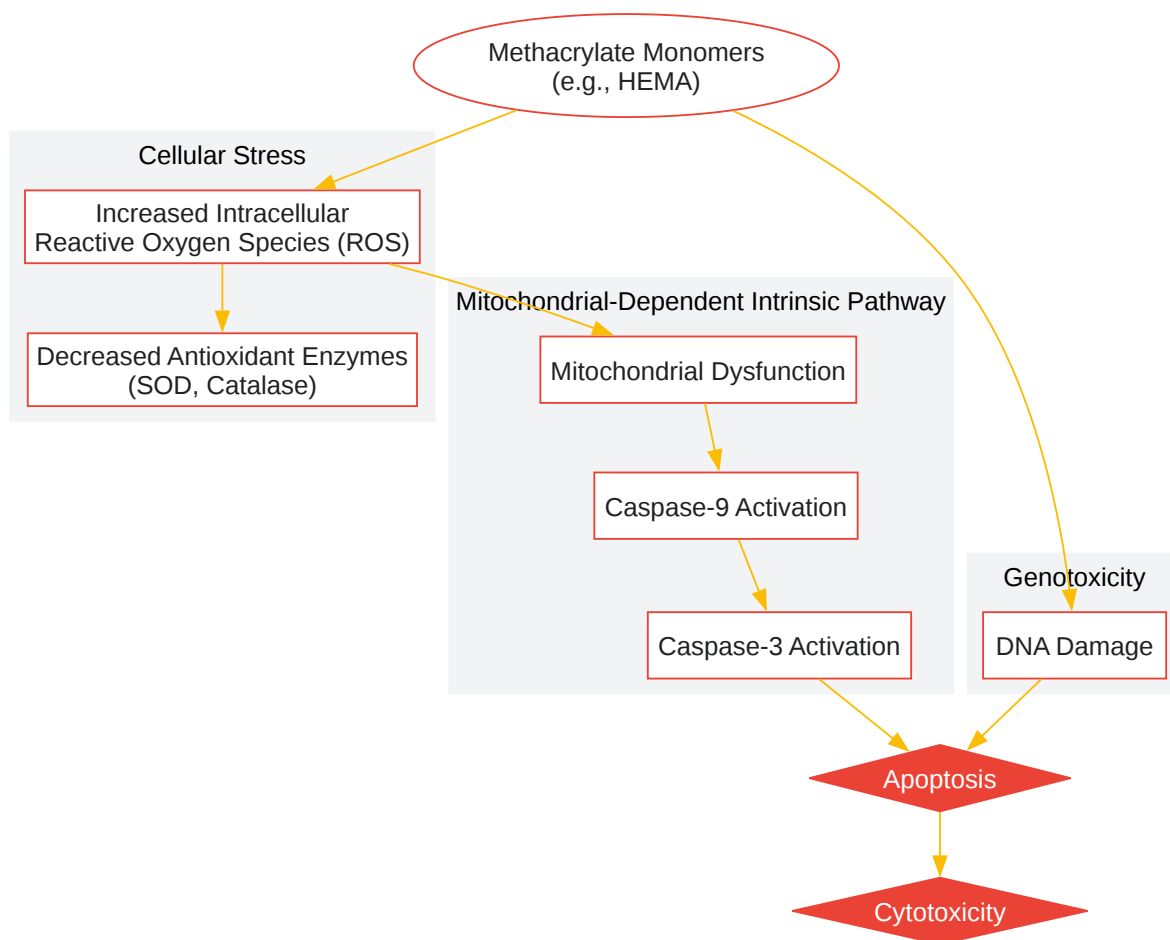 Methacrylate Monomers
(e.g., HEMA)
Cellular Stress
Increased Intracellular
Reactive Oxygen Species (ROS)
Decreased Antioxidant Enzymes
(SOD, Catalase)
Mitochondrial-Dependent Intrinsic Pathway
Mitochondrial Dysfunction
Caspase-9 Activation
Caspase-3 Activation
Genotoxicity
DNA Damage
Apoptosis
Cytotoxicity